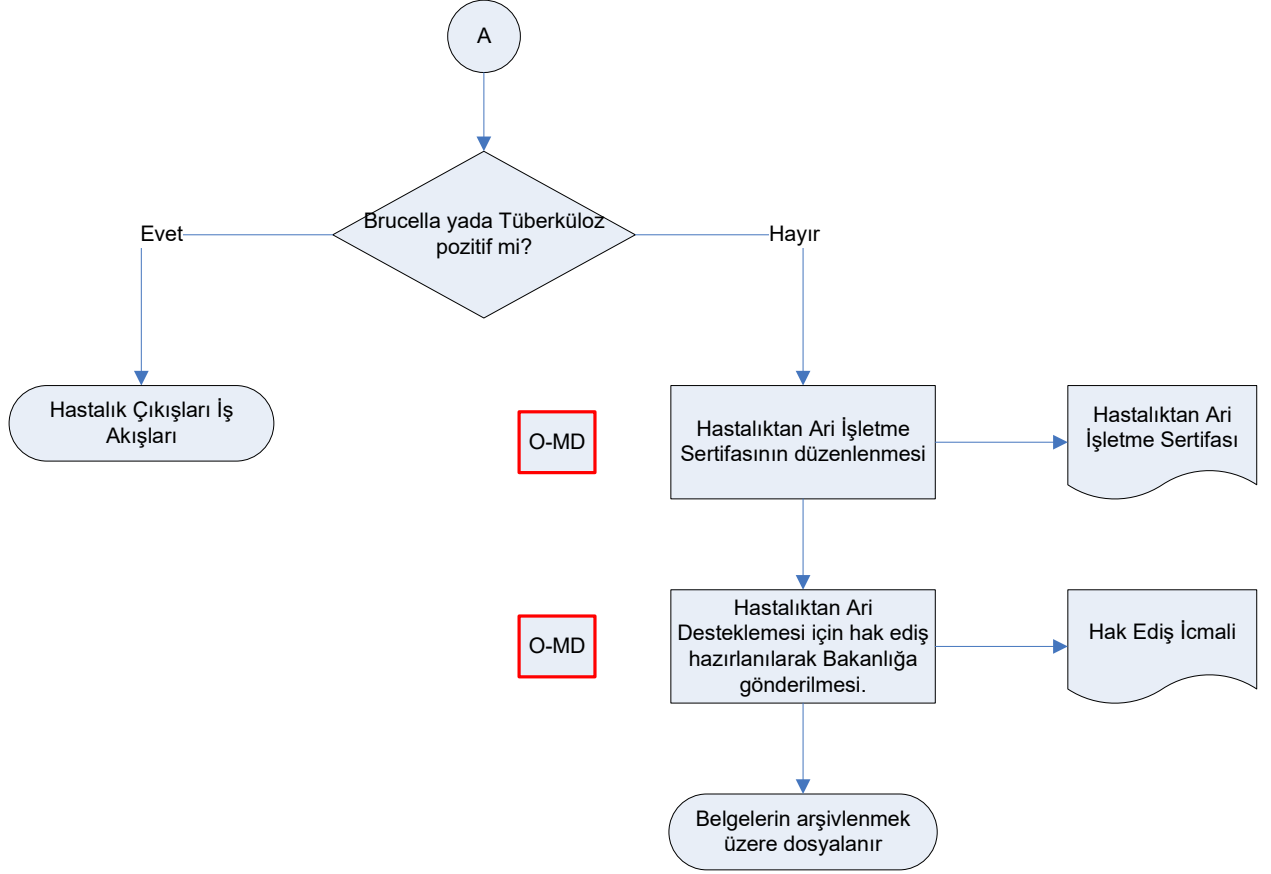 A
Brucella yada Tüberküloz
pozitif mi?
Evet
Hayır
Hastalık Çıkışları İş
Akışları
O-MD
Hastalıktan Ari İşletme
Sertifasının düzenlenmesi
Hastalıktan Ari
İşletme Sertifası
O-MD
Hastalıktan Ari
Desteklemesi için hak ediş
hazırlanılarak Bakanlığa
gönderilmesi.
Hak Ediş İcmali
Belgelerin arşivlenmek
üzere dosyalanır